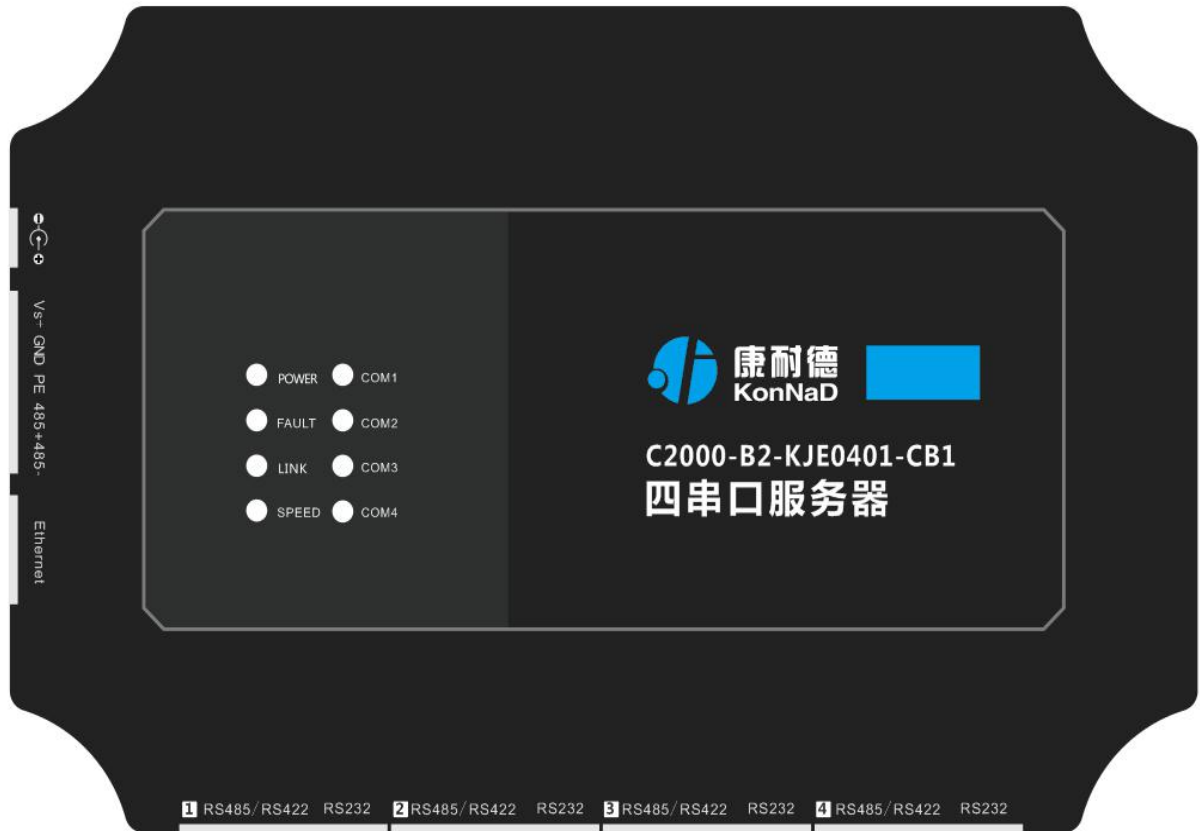 Vs+ GND PE 485+485-
Ethernet
POWER COM1
FAULT COM2
LINK COM3
SPEED COM4
康耐德
KonNaD
C2000-B2-KJE0401-CB1
四串口服务器
1 RS485/RS422 RS232 2 RS485/RS422 RS232 3 RS485/RS422 RS232 4 RS485/RS422 RS232